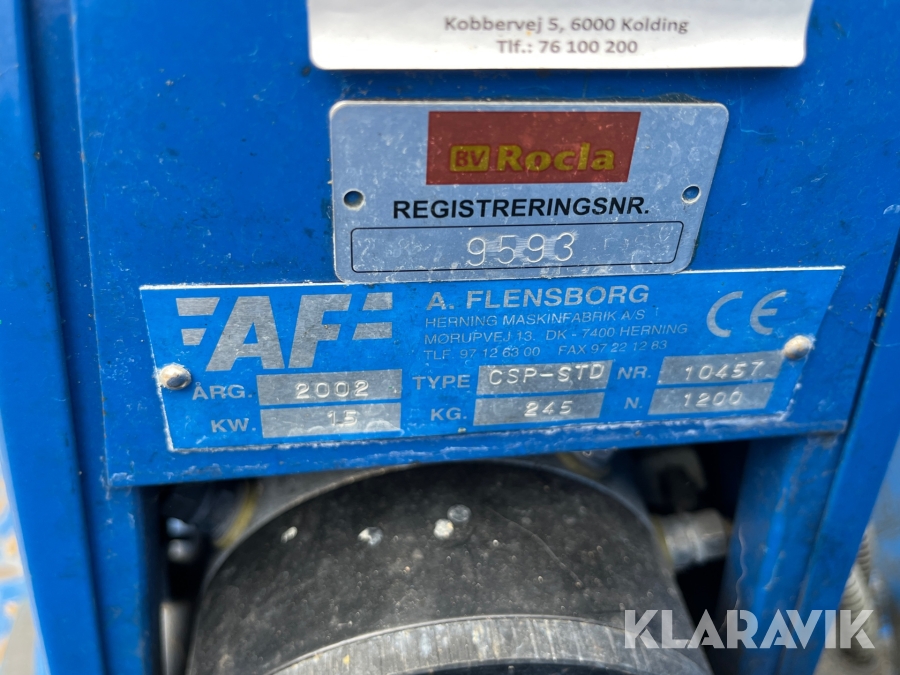 Kobbervej 5, 6000 Kolding
Tlf.: 76 100 200
BV Rocla
REGISTRERINGSNR.
9593
AF
A. FLENSBORG
HERNING MASKINFABRIK A/S
MØRUPVEJ 13. DK - 7400 HERNING
TLF. 97 12 63 00 FAX 97 22 12 83
CE
ÅRG. 2002 TYPE CSP-STD NR. 10457
KW. 15 KG. 245 N. 1200
KLARAVIK